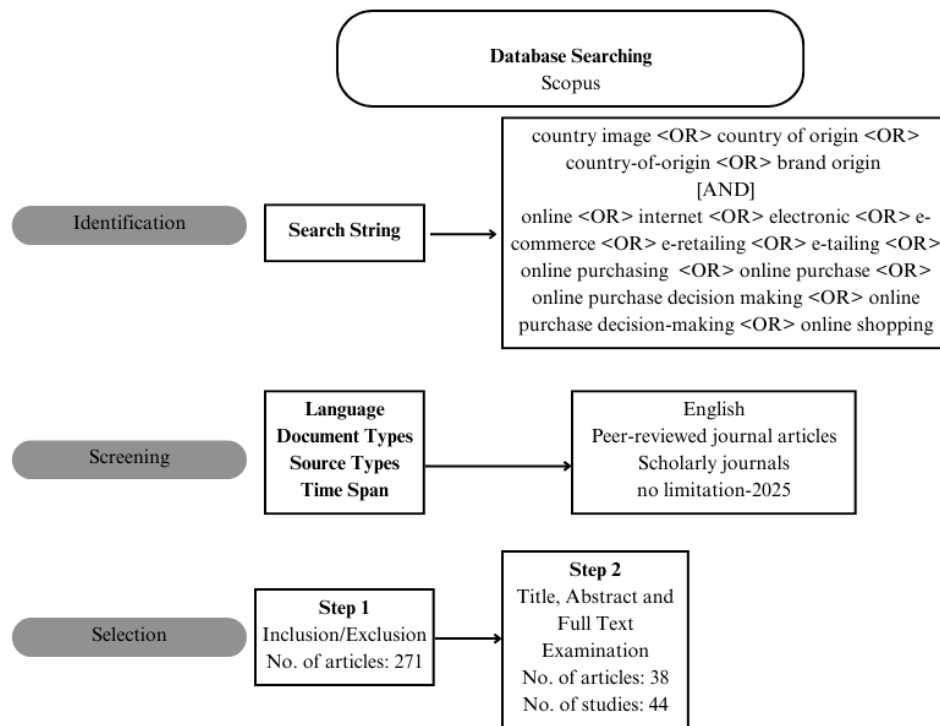 Database Searching
Scopus
Identification
Search String
country image <OR> country of origin <OR>
country-of-origin <OR> brand origin
[AND]
online <OR> internet <OR> electronic <OR> e-
commerce <OR> e-retailing <OR> e-tailing <OR>
online purchasing <OR> online purchase <OR>
online purchase decision making <OR> online
purchase decision-making <OR> online shopping
Screening
Language
Document Types
Source Types
Time Span
English
Peer-reviewed journal articles
Scholarly journals
no limitation-2025
Selection
Step 1
Inclusion/Exclusion
No. of articles: 271
Step 2
Title, Abstract and
Full Text
Examination
No. of articles: 38
No. of studies: 44